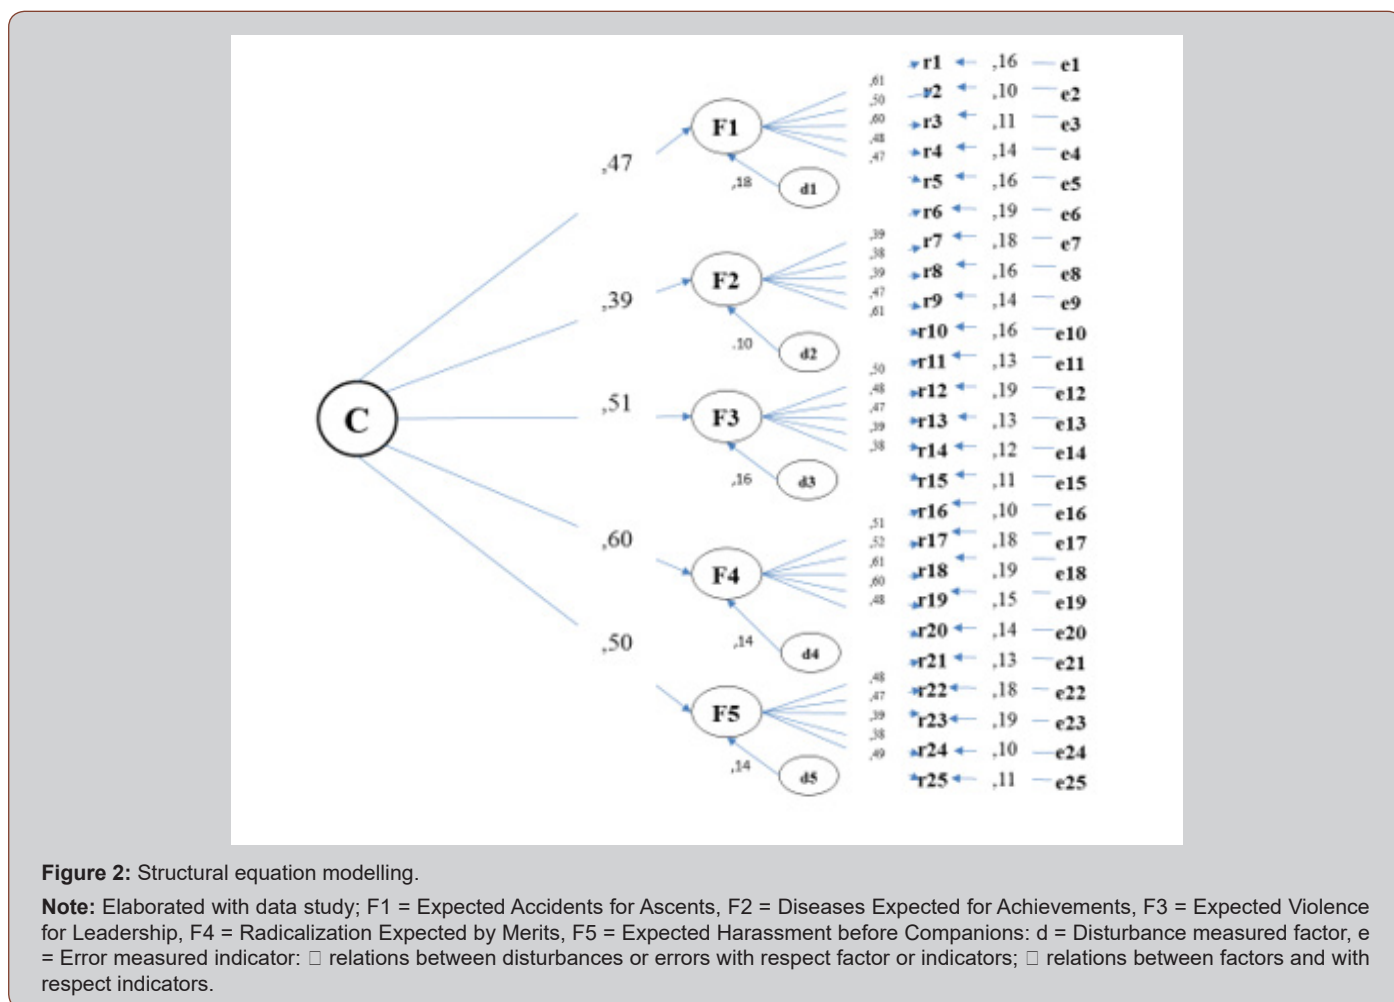 r1 ,16 e1
,61
r2 ,10 e2
,50
F1
,60 r3 ,11 e3
,48
r4 ,14 e4
,47
,47
,18 d1
r5 ,16 e5
r6 ,19 e6
,39
r7 ,18 e7
,38
F2
,39 r8 ,16 e8
,47
,39
r9 ,14 e9
,61
.10 d2
r10 ,16 e10
r11 ,13 e11
,50
,48 r12 ,19 e12
,51
,47
C
F3
r13 ,13 e13
,39
,38 r14 ,12 e14
,16 d3
r15 ,11 e15
r16 ,10 e16
,51
,60
,52 r17 ,18 e17
,61
F4
r18 ,19 e18
,60
,48 r19 ,15 e19
,50
,14 d4
r20 ,14 e20
r21 ,13 e21
,48
r22 ,18 e22
,47
F5
,39 r23 ,19 e23
,38
,49 r24 ,10 e24
,14 d5
r25 ,11 e25
Figure 2: Structural equation modelling.
Note: Elaborated with data study; F1 = Expected Accidents for Ascents, F2 = Diseases Expected for Achievements, F3 = Expected Violence
for Leadership, F4 = Radicalization Expected by Merits, F5 = Expected Harassment before Companions: d = Disturbance measured factor, e
= Error measured indicator: □ relations between disturbances or errors with respect factor or indicators; □ relations between factors and with
respect indicators.